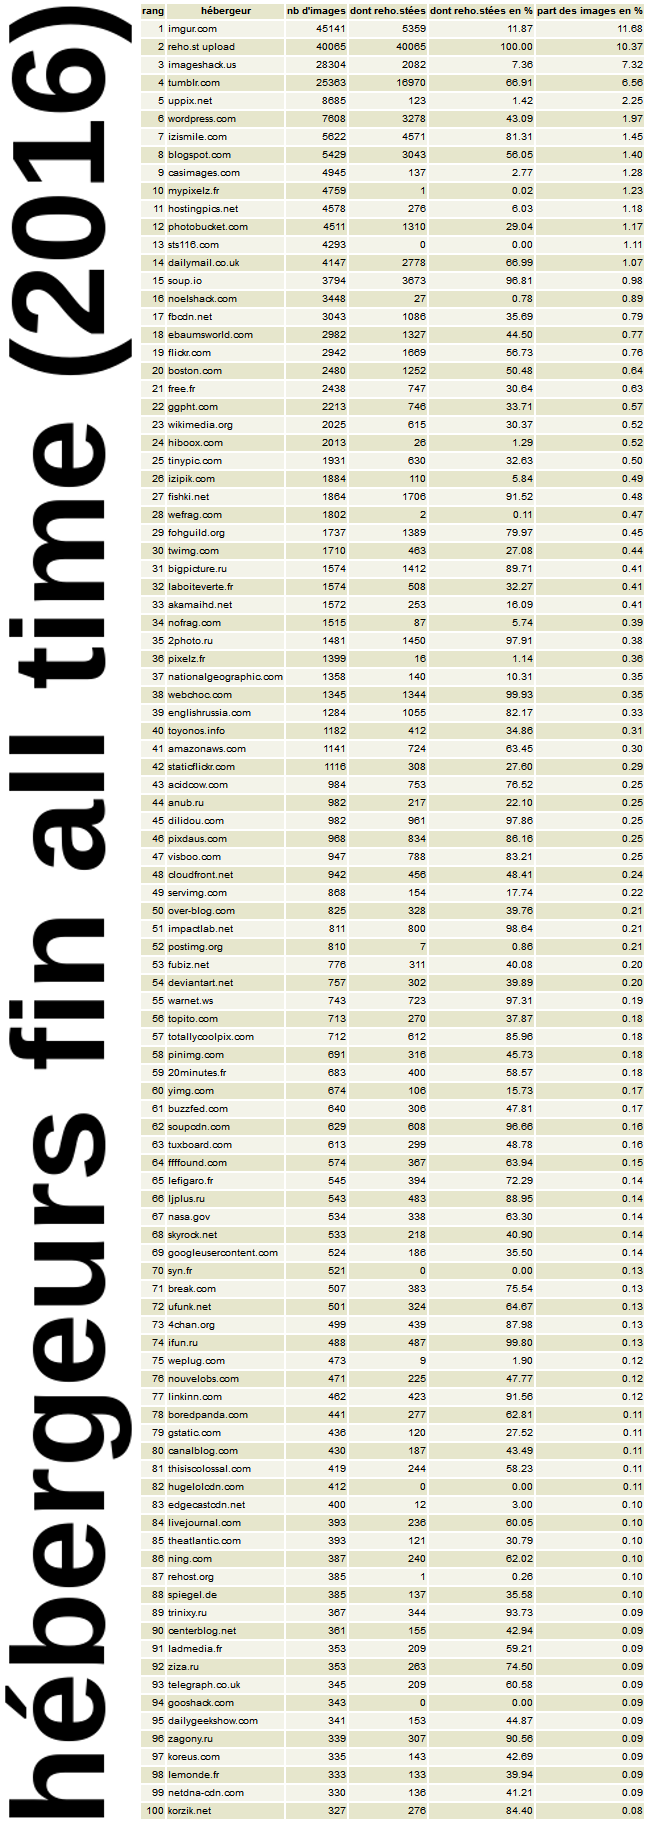 hébergeurs fin all time (2016)
rang hébergeur nb d'images dont reho.stées dont reho.stées en % part des images en %
1 imgur.com 45141 5359 11.87 11.68
2 reho.st upload 40065 40065 100.00 10.37
3 imageshack.us 28304 2082 7.36 7.32
4 tumblr.com 25363 16970 66.91 6.56
5 uppix.net 8685 123 1.42 2.25
6 wordpress.com 7608 3278 43.09 1.97
7 izismile.com 5622 4571 81.31 1.45
8 blogspot.com 5429 3043 56.05 1.40
9 casimages.com 4945 137 2.77 1.28
10 mypixelz.fr 4759 1 0.02 1.23
11 hostingpics.net 4578 276 6.03 1.18
12 photobucket.com 4511 1310 29.04 1.17
13 sts116.com 4293 0 0.00 1.11
14 dailymail.co.uk 4147 2778 66.99 1.07
15 soup.io 3794 3673 96.81 0.98
16 noelshack.com 3448 27 0.78 0.89
17 fbcdn.net 3043 1086 35.69 0.79
18 ebaumsworld.com 2982 1327 44.50 0.77
19 flickr.com 2942 1669 56.73 0.76
20 boston.com 2480 1252 50.48 0.64
21 free.fr 2438 747 30.64 0.63
22 ggpht.com 2213 746 33.71 0.57
23 wikimedia.org 2025 615 30.37 0.52
24 hiboox.com 2013 26 1.29 0.52
25 tinypic.com 1931 630 32.63 0.50
26 izipik.com 1884 110 5.84 0.49
27 fishki.net 1864 1706 91.52 0.48
28 wefrag.com 1802 2 0.11 0.47
29 fohguild.org 1737 1389 79.97 0.45
30 twimg.com 1710 463 27.08 0.44
31 bigpicture.ru 1574 1412 89.71 0.41
32 laboiteverte.fr 1574 508 32.27 0.41
33 akamaihd.net 1572 253 16.09 0.41
34 nofrag.com 1515 87 5.74 0.39
35 2photo.ru 1481 1450 97.91 0.38
36 pixelz.fr 1399 16 1.14 0.36
37 nationalgeographic.com 1358 140 10.31 0.35
38 webchoc.com 1345 1344 99.93 0.35
39 englishrussia.com 1284 1055 82.17 0.33
40 toyonos.info 1182 412 34.86 0.31
41 amazonaws.com 1141 724 63.45 0.30
42 staticflickr.com 1116 308 27.60 0.29
43 acidcow.com 984 753 76.52 0.25
44 anub.ru 982 217 22.10 0.25
45 dilidou.com 982 961 97.86 0.25
46 pixdaus.com 968 834 86.16 0.25
47 visboo.com 947 788 83.21 0.25
48 cloudfront.net 942 456 48.41 0.24
49 servimg.com 868 154 17.74 0.22
50 over-blog.com 825 328 39.76 0.21
51 impactlab.net 811 800 98.64 0.21
52 postimg.org 810 7 0.86 0.21
53 fubiz.net 776 311 40.08 0.20
54 deviantart.net 757 302 39.89 0.20
55 warnet.ws 743 723 97.31 0.19
56 topito.com 713 270 37.87 0.18
57 totallycoolpix.com 712 612 85.96 0.18
58 pinimg.com 691 316 45.73 0.18
59 20minutes.fr 683 400 58.57 0.18
60 yimg.com 674 106 15.73 0.17
61 buzzfed.com 640 306 47.81 0.17
62 soupcdn.com 629 608 96.66 0.16
63 tuxboard.com 613 299 48.78 0.16
64 ffffound.com 574 367 63.94 0.15
65 lefigaro.fr 545 394 72.29 0.14
66 ljplus.ru 543 483 88.95 0.14
67 nasa.gov 534 338 63.30 0.14
68 skyrock.net 533 218 40.90 0.14
69 googleusercontent.com 524 186 35.50 0.14
70 syn.fr 521 0 0.00 0.13
71 break.com 507 383 75.54 0.13
72 ufunk.net 501 324 64.67 0.13
73 4chan.org 499 439 87.98 0.13
74 ifun.ru 488 487 99.80 0.13
75 weplug.com 473 9 1.90 0.12
76 nouvelobs.com 471 225 47.77 0.12
77 linkinn.com 462 423 91.56 0.12
78 boredpanda.com 441 277 62.81 0.11
79 gstatic.com 436 120 27.52 0.11
80 canalblog.com 430 187 43.49 0.11
81 thisiscolossal.com 419 244 58.23 0.11
82 hugelolcdn.com 412 0 0.00 0.11
83 edgecastcdn.net 400 12 3.00 0.10
84 livejournal.com 393 236 60.05 0.10
85 theatlantic.com 393 121 30.79 0.10
86 ning.com 387 240 62.02 0.10
87 rehost.org 385 1 0.26 0.10
88 spiegel.de 385 137 35.58 0.10
89 trinixy.ru 367 344 93.73 0.09
90 centerblog.net 361 155 42.94 0.09
91 ladmedia.fr 353 209 59.21 0.09
92 ziza.ru 353 263 74.50 0.09
93 telegraph.co.uk 345 209 60.58 0.09
94 gooshack.com 343 0 0.00 0.09
95 dailygeekshow.com 341 153 44.87 0.09
96 zagony.ru 339 307 90.56 0.09
97 koreus.com 335 143 42.69 0.09
98 lemonde.fr 333 133 39.94 0.09
99 netdna-cdn.com 330 136 41.21 0.09
100 korzik.net 327 276 84.40 0.08